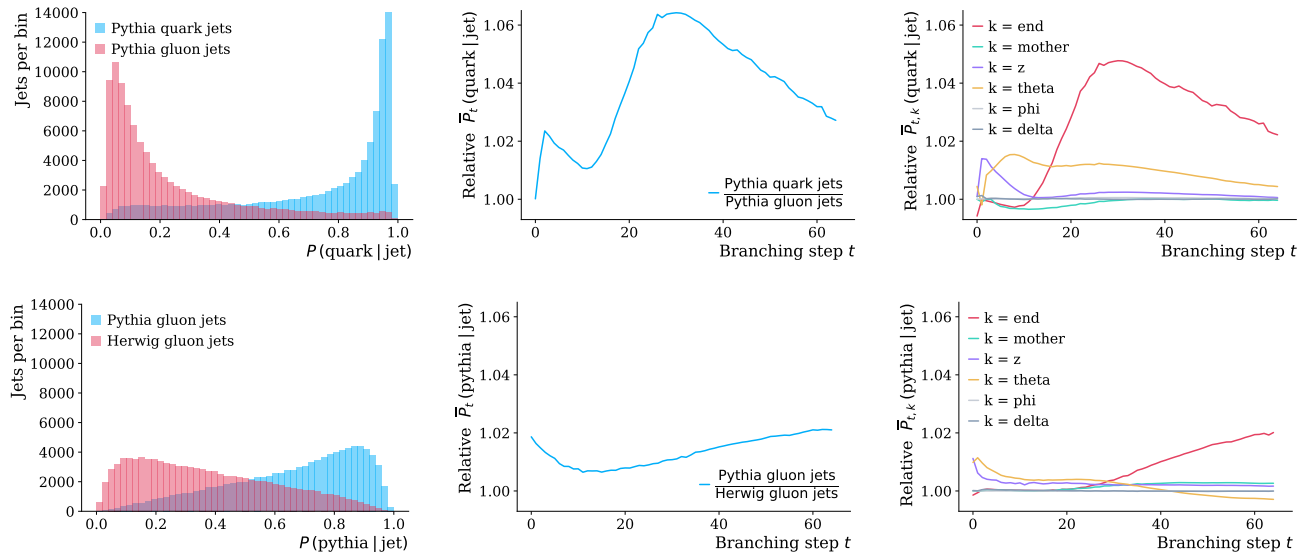 14000
12000
10000
8000
6000
4000
2000
0
Jets per bin
Pythia quark jets
Pythia gluon jets
0.0 0.2 0.4 0.6 0.8 1.0
P (quark | jet)
1.06
1.04
1.02
1.00
Relative P̅t (quark | jet)
Pythia quark jets
Pythia gluon jets
0 20 40 60
Branching step t
1.06
1.04
1.02
1.00
Relative P̅t, k (quark | jet)
k = end
k = mother
k = z
k = theta
k = phi
k = delta
0 20 40 60
Branching step t
14000
12000
10000
8000
6000
4000
2000
0
Jets per bin
Pythia gluon jets
Herwig gluon jets
0.0 0.2 0.4 0.6 0.8 1.0
P (pythia | jet)
1.06
1.04
1.02
1.00
Relative P̅t (pythia | jet)
Pythia gluon jets
Herwig gluon jets
0 20 40 60
Branching step t
1.06
1.04
1.02
1.00
Relative P̅t, k (pythia | jet)
k = end
k = mother
k = z
k = theta
k = phi
k = delta
0 20 40 60
Branching step t